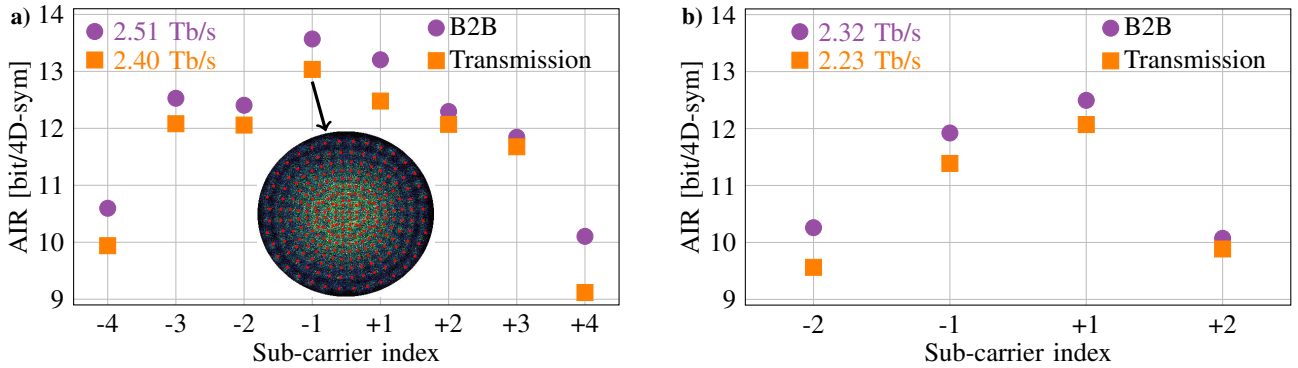 a)
2.51 Tb/s
2.40 Tb/s
B2B
Transmission
14
13
12
11
10
9
AIR [bit/4D-sym]
-4 -3 -2 -1 +1 +2 +3 +4
Sub-carrier index
b)
2.32 Tb/s
2.23 Tb/s
B2B
Transmission
14
13
12
11
10
9
AIR [bit/4D-sym]
-2 -1 +1 +2
Sub-carrier index